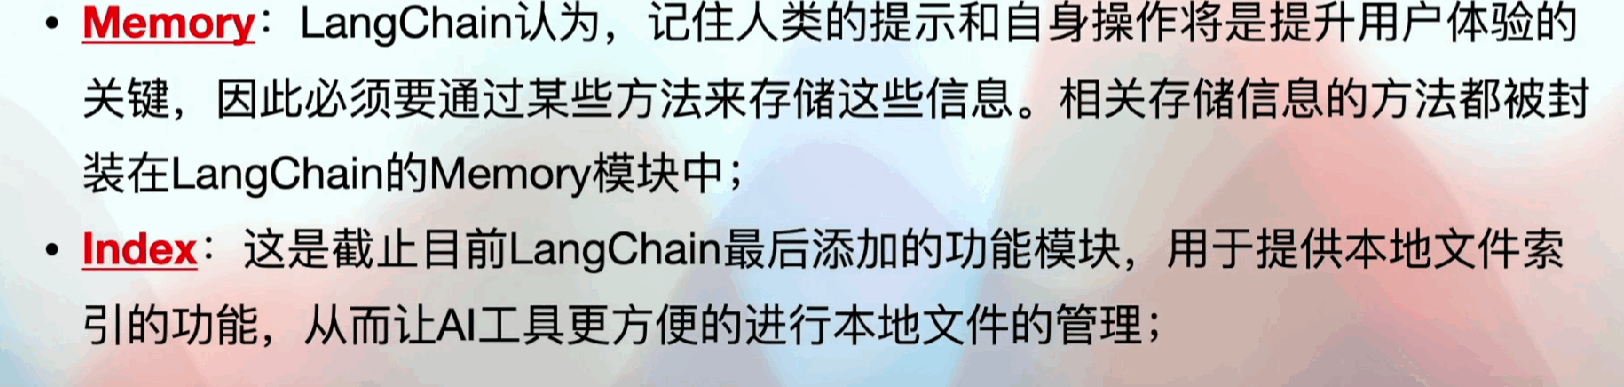 • Memory：LangChain认为，记住人类的提示和自身操作将是提升用户体验的
关键，因此必须要通过某些方法来存储这些信息。相关存储信息的方法都被封
装在LangChain的Memory模块中；
• Index：这是截止目前LangChain最后添加的功能模块，用于提供本地文件索
引的功能，从而让AI工具更方便的进行本地文件的管理；